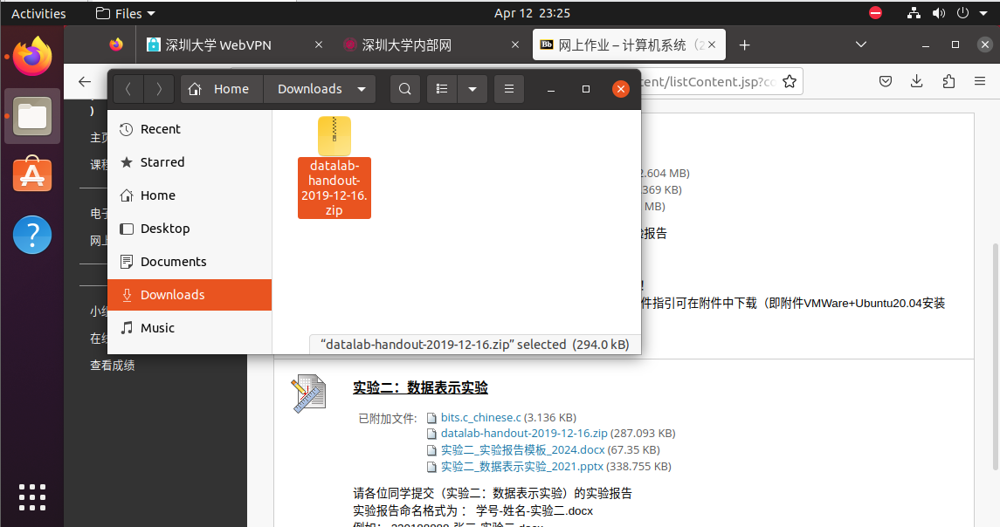 Activities
Files
Apr 12 23:25
深圳大学 WebVPN
深圳大学内部网
Bb
网上作业 – 计算机系统（2
Home
Downloads
ent/listContent.jsp?co
)
主页
课程
电子
网上
小组
在线
查看成绩
Recent
Starred
Home
Desktop
Documents
Downloads
Music
datalab-
handout-
2019-12-16.
zip
“datalab-handout-2019-12-16.zip” selected (294.0 kB)
2.604 MB)
.369 KB)
MB)
验报告
!
件指引可在附件中下载（即附件VMWare+Ubuntu20.04安装
实验二：数据表示实验
已附加文件:
bits.c_chinese.c (3.136 KB)
datalab-handout-2019-12-16.zip (287.093 KB)
实验二_实验报告模板_2024.docx (67.35 KB)
实验二_数据表示实验_2021.pptx (338.755 KB)
请各位同学提交（实验二：数据表示实验）的实验报告
实验报告命名格式为： 学号-姓名-实验二.docx